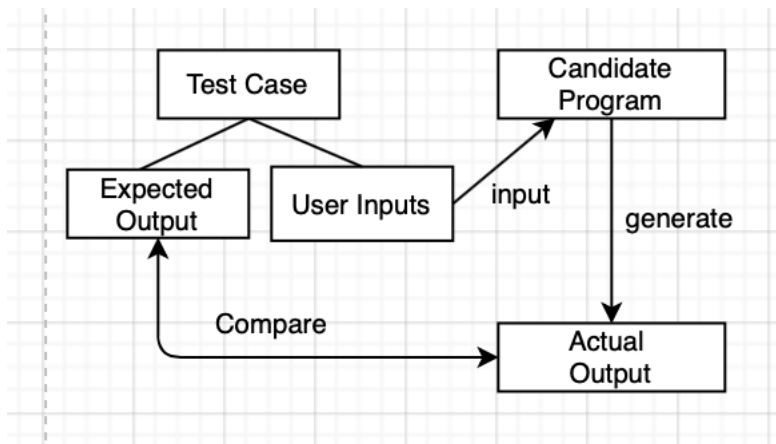 Test Case
Candidate
Program
Expected
Output
User Inputs
input
generate
Compare
Actual
Output